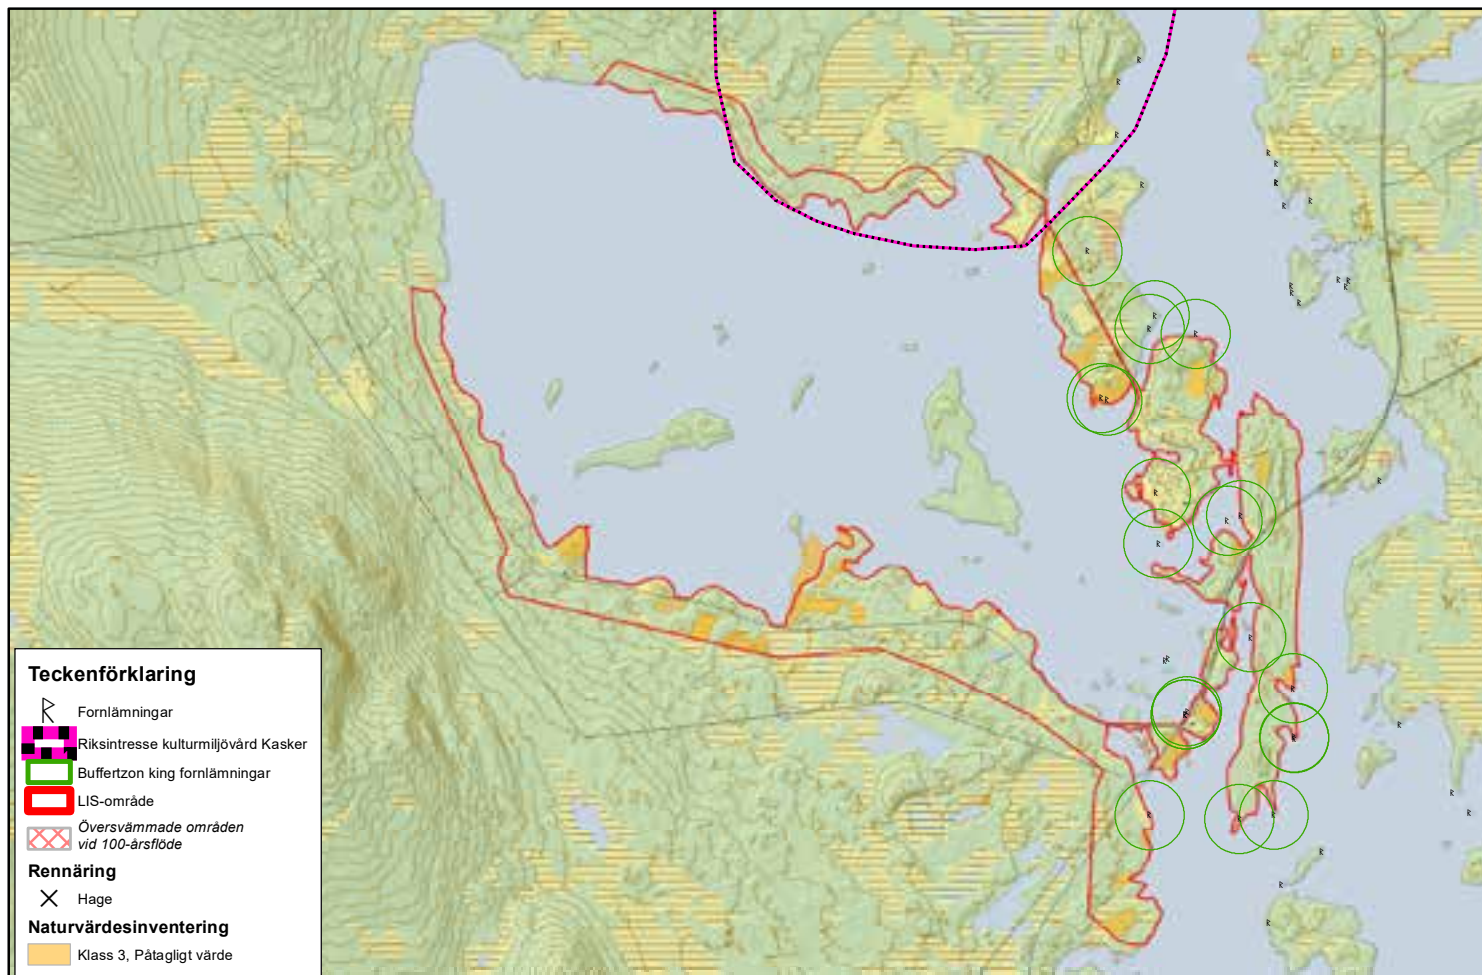 Teckenförklaring
Fornlämningar
Riksintresse kulturmiljövård Kasker
Buffertzon king fornlämningar
LIS-område
Översvämmade områden
vid 100-årsflöde
Rennäring
Hage
Naturvärdesinventering
Klass 3, Påtagligt värde